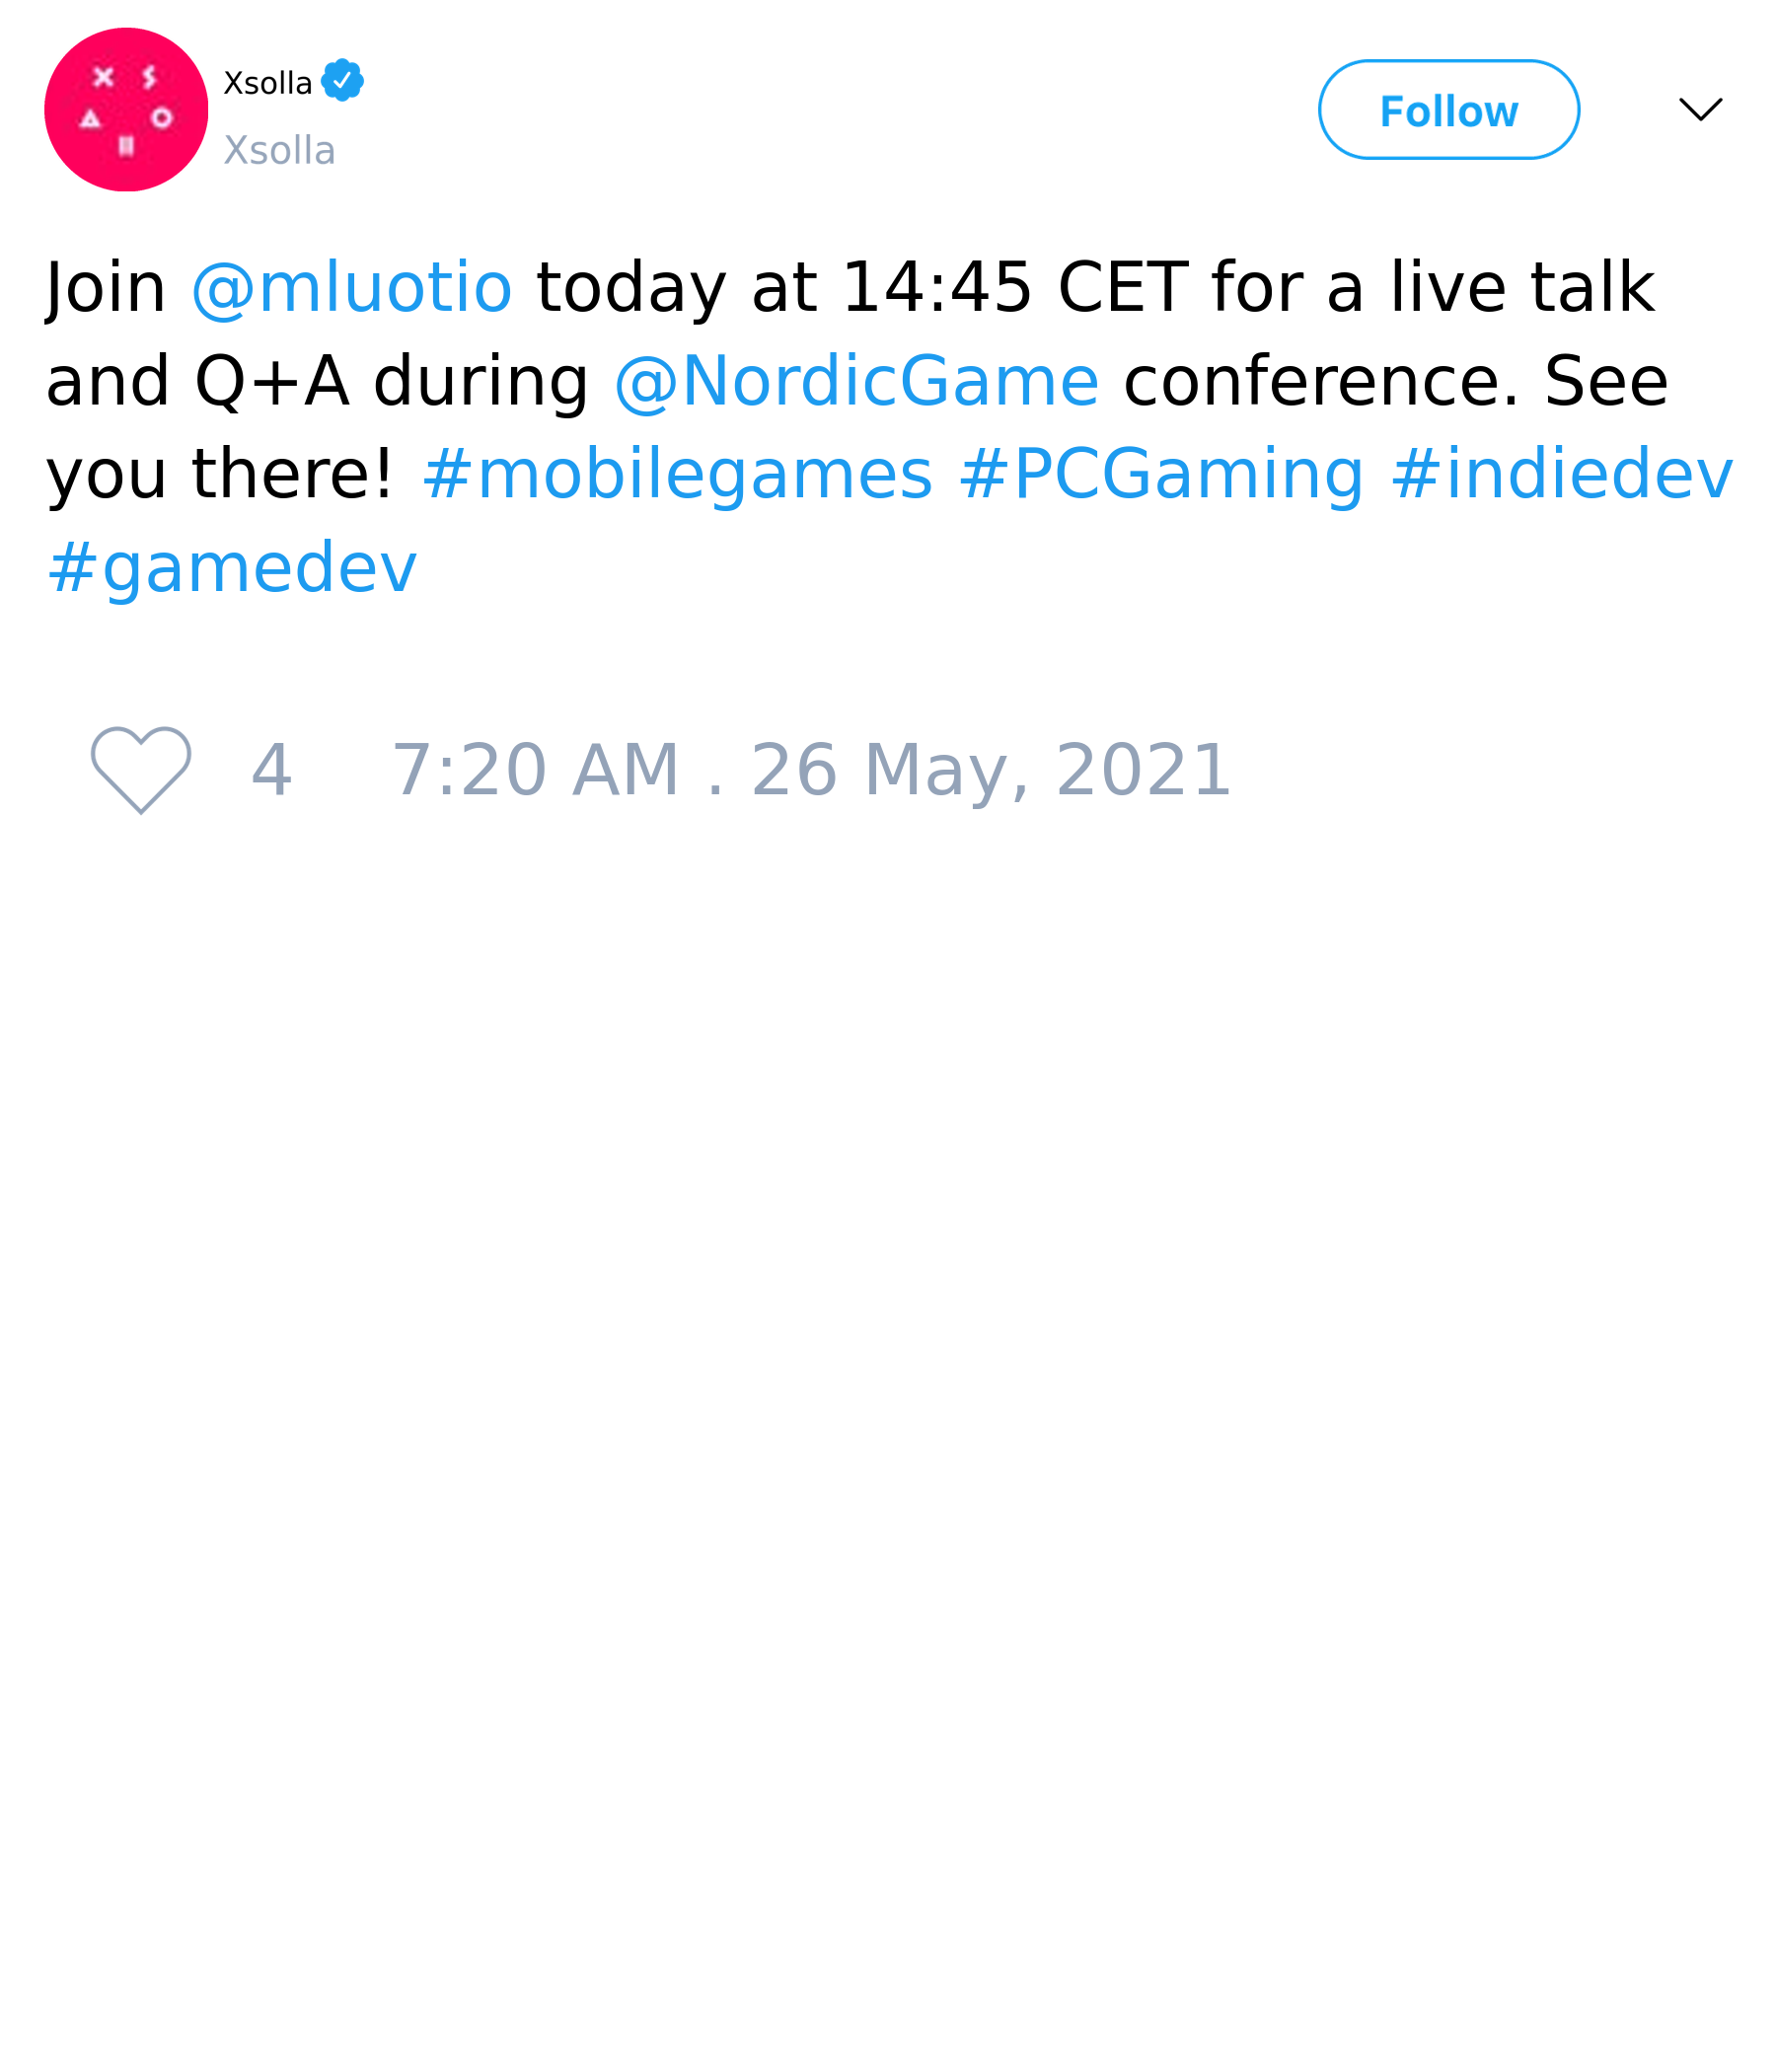 Xsolla
Xsolla
Follow
Join @mluotio today at 14:45 CET for a live talk
and Q+A during @NordicGame conference. See
you there! #mobilegames #PCGaming #indiedev
#gamedev
4 7:20 AM . 26 May, 2021